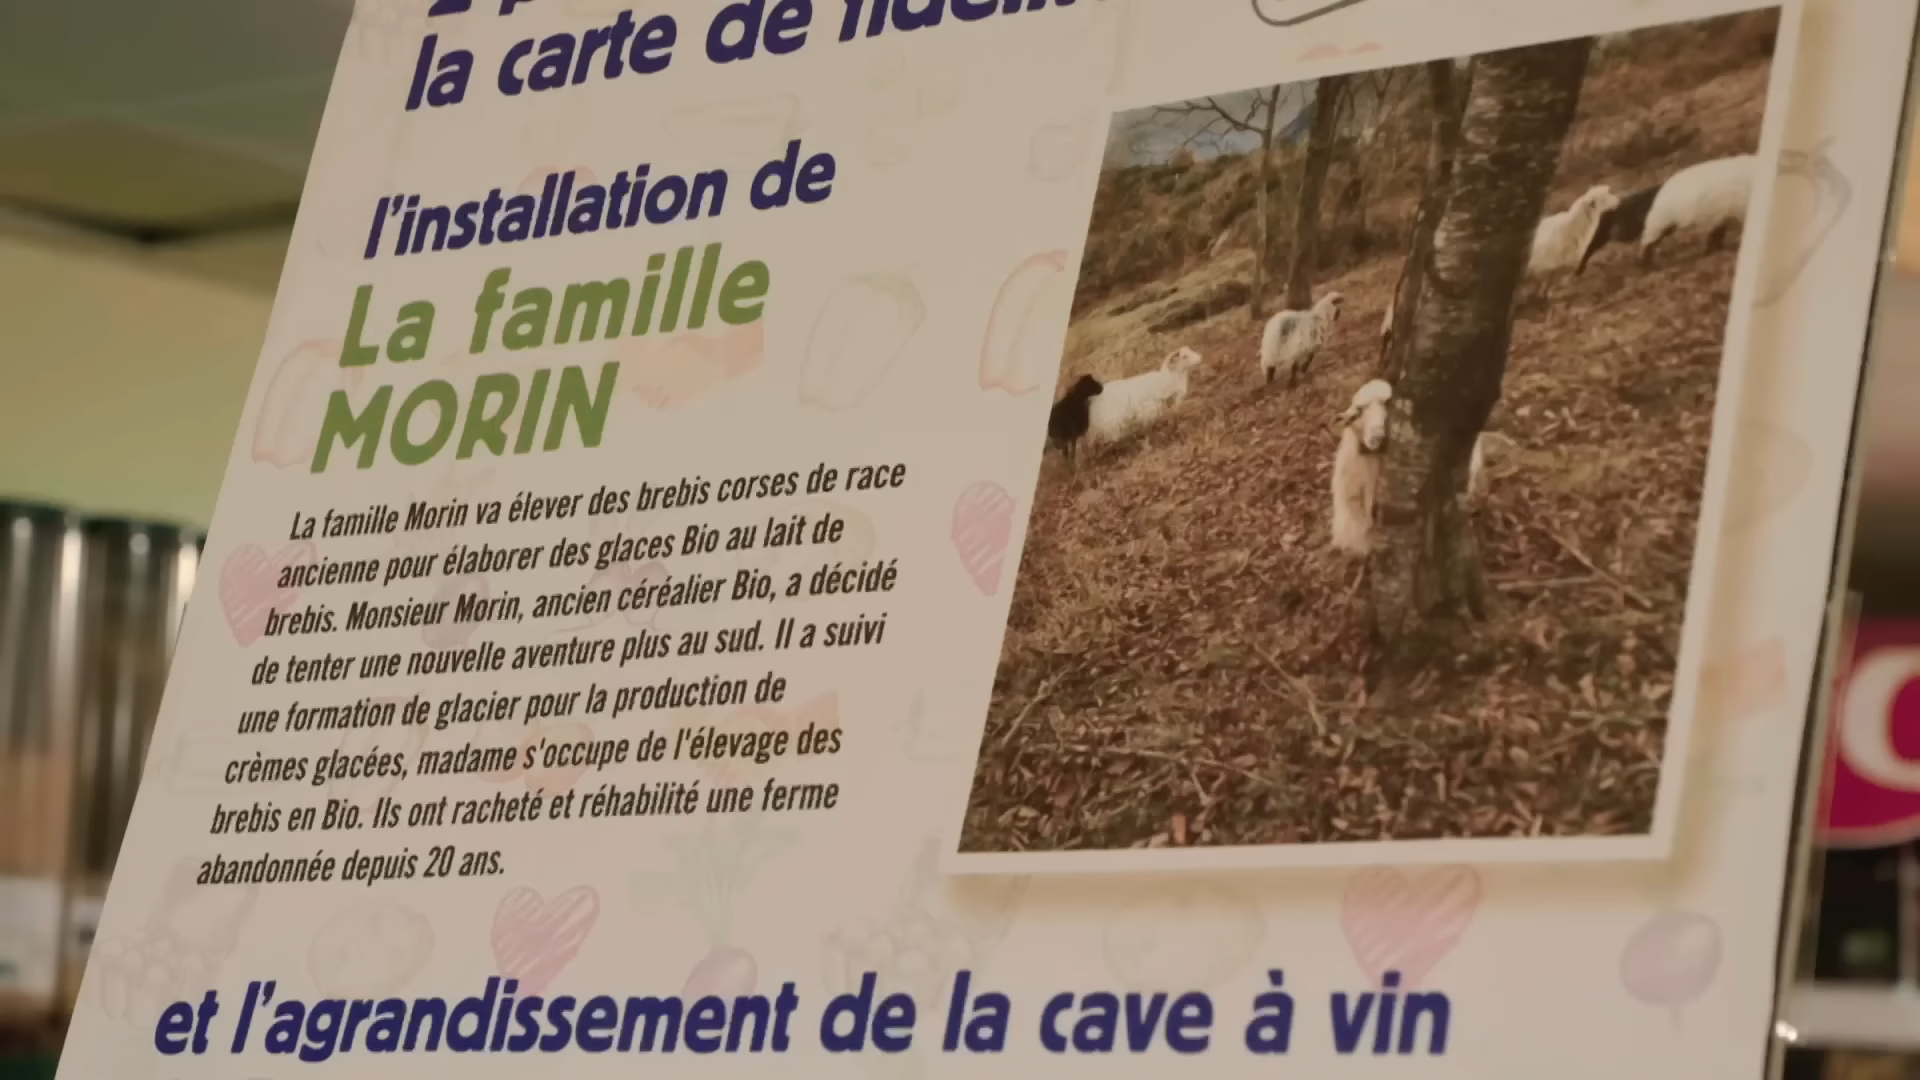 la carte de
l'installation de
La famille
MORIN
La famille Morin va élever des brebis corses de race
ancienne pour élaborer des glaces Bio au lait de
brebis. Monsieur Morin, ancien céréalier Bio, a décidé
de tenter une nouvelle aventure plus au sud. Il a suivi
une formation de glacier pour la production de
crèmes glacées, madame s'occupe de l'élevage des
brebis en Bio. Ils ont racheté et réhabilité une ferme
abandonnée depuis 20 ans.
et l'agrandissement de la cave à vin